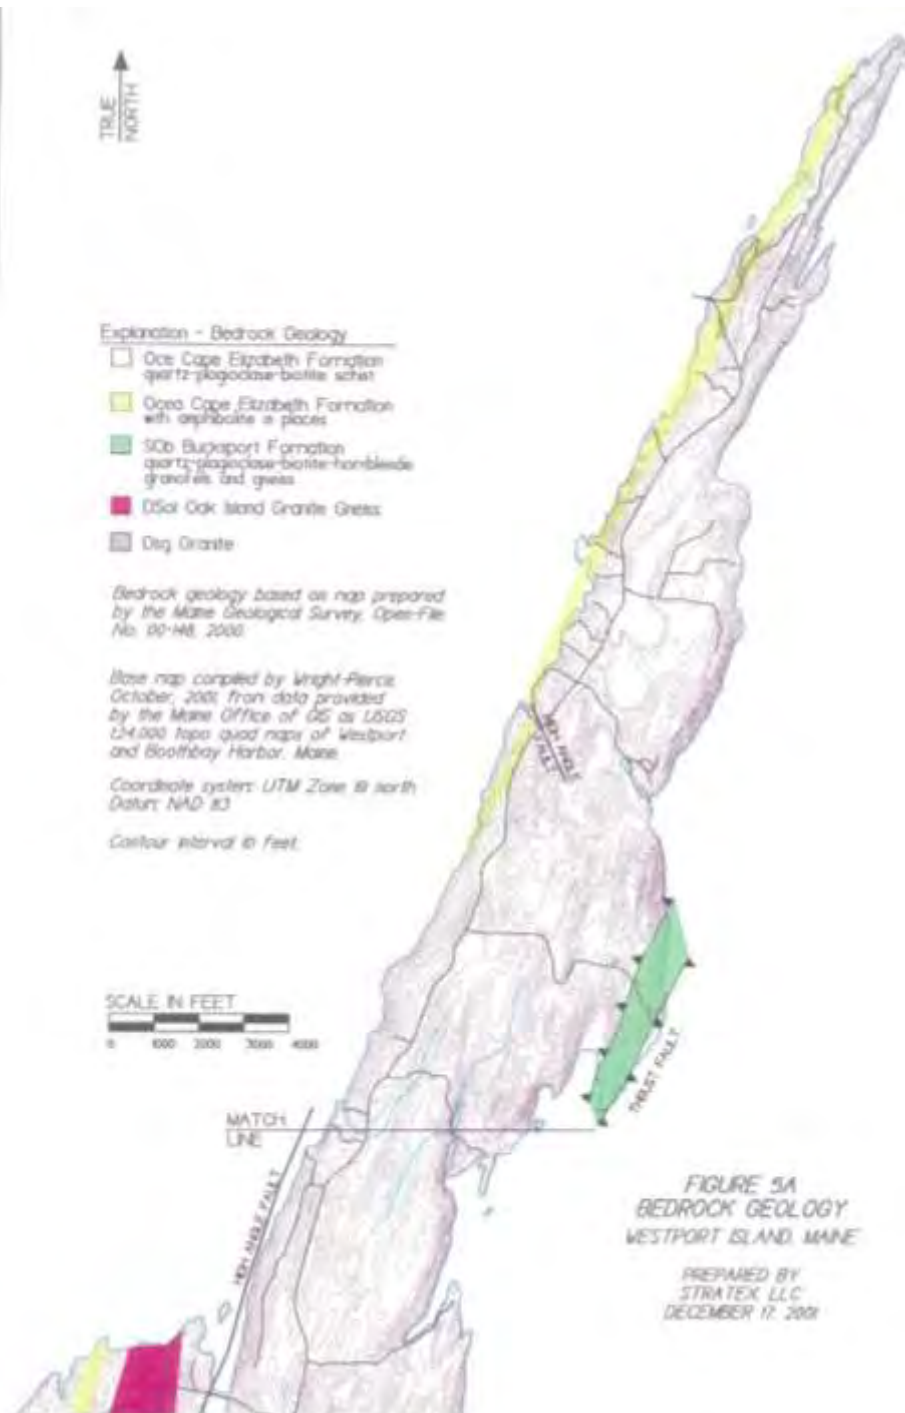 TRUE
NORTH
Explanation - Bedrock Geology
Oce Cape Elizabeth Formation
quartz-plagioclase-biotite schist
Ocea Cape Elizabeth Formation
with amphibolite in places
SOb Bucksport Formation
quartz-plagioclase-biotite-hornblende
granofels and gneiss
DSoi Oak Island Granite Gneiss
Dsg Granite
Bedrock geology based on map prepared
by the Maine Geological Survey, Open-File
No. 00-148, 2000.
Base map compiled by Wright-Pierce,
October, 2001, from data provided
by the Maine Office of GIS as USGS
1:24,000 topo quad maps of Westport
and Boothbay Harbor, Maine.
Coordinate system: UTM Zone 19 north
Datum: NAD 83
Contour interval 10 feet.
HIGH ANGLE
FAULT
SCALE IN FEET
0 1000 2000 3000 4000
THRUST FAULT
MATCH
LINE
HIGH ANGLE FAULT
FIGURE 5A
BEDROCK GEOLOGY
WESTPORT ISLAND, MAINE
PREPARED BY
STRATEX, LLC
DECEMBER 17, 2001